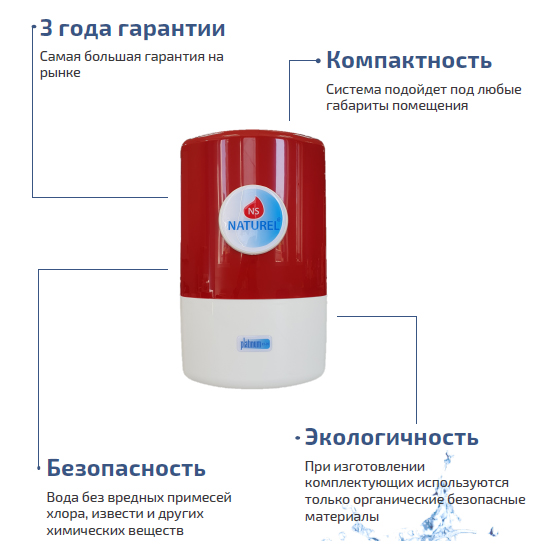 3 года гарантии
Самая большая гарантия на
рынке
Компактность
Система подойдет под любые
габариты помещения
NS
NATUREL
platinum
Безопасность
Вода без вредных примесей
хлора, извести и других
химических веществ
Экологичность
При изготовлении
комплектующих используются
только органические безопасные
материалы